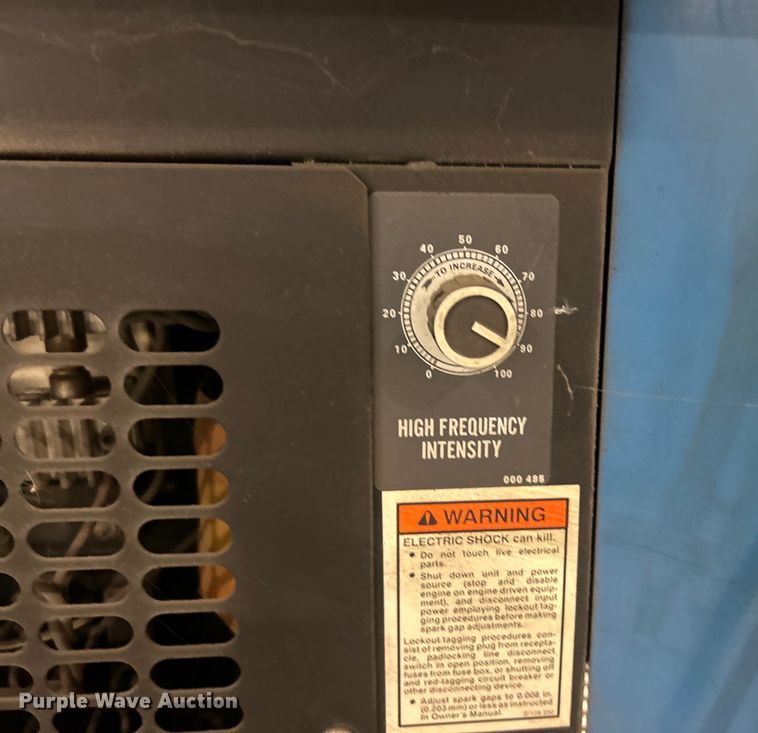 50
40 60
30 TO INCREASE 70
20 80
10 90
0 100
HIGH FREQUENCY
INTENSITY
000 485
WARNING
ELECTRIC SHOCK can kill.
• Do not touch live electrical
parts.
• Shut down unit and power
source (stop and disable
engine on engine driven equip-
ment), and disconnect input
power employing lockout tag-
ging procedures before making
spark gap adjustments.
Lockout tagging procedures con-
sist of removing plug from recepta-
cle, padlocking line disconnect
switch in open position, removing
fuses from fuse box, or shutting off
and red-tagging circuit breaker or
other disconnecting device.
• Adjust spark gaps to 0.008 in.
(0.203 mm) or less as instructed
in Owner's Manual.
Purple Wave Auction